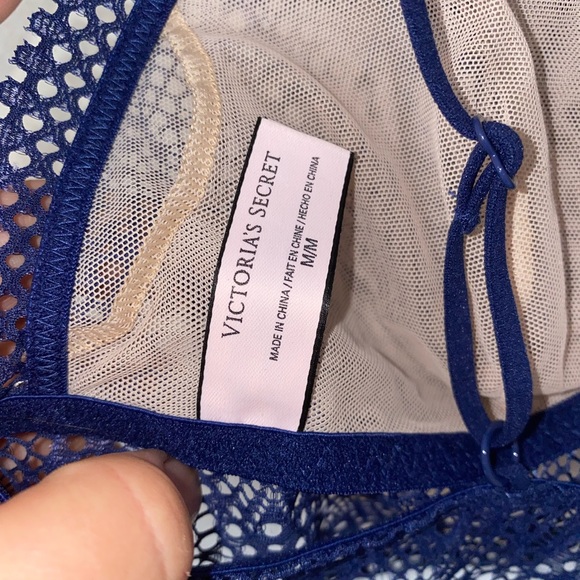 VICTORIA'S SECRET
MADE IN CHINA / FAIT EN CHINE / HECHO EN CHINA
M/M